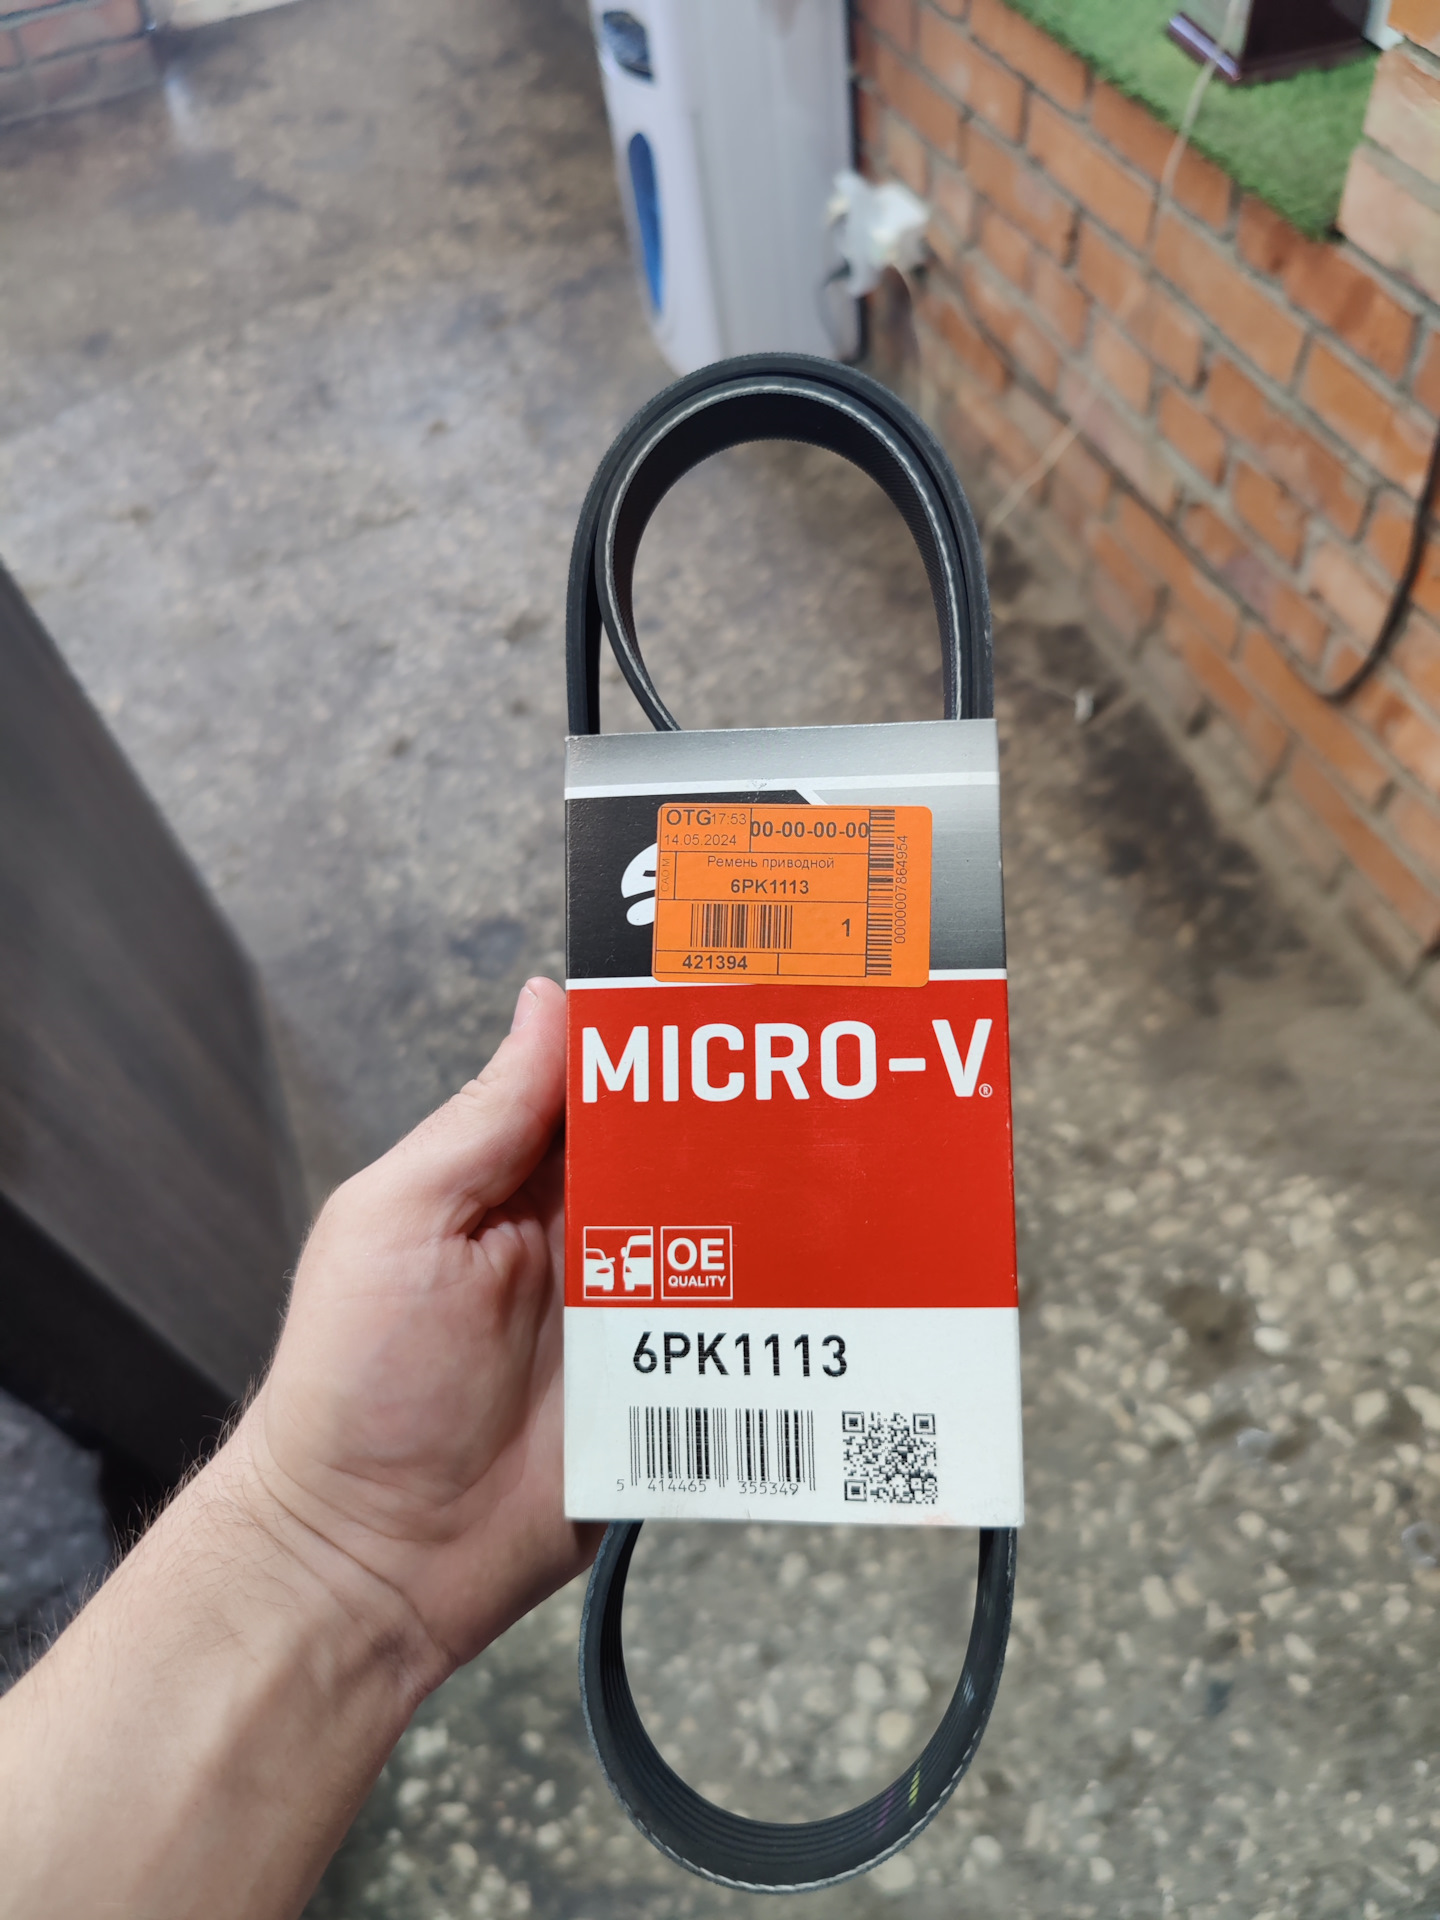 OTG 17:53
14.05.2024
00-00-00-00
САО М
Ремень приводной
6PK1113
1
421394
0000007864954
MICRO-V®
OE
QUALITY
6PK1113
5 414465 355349